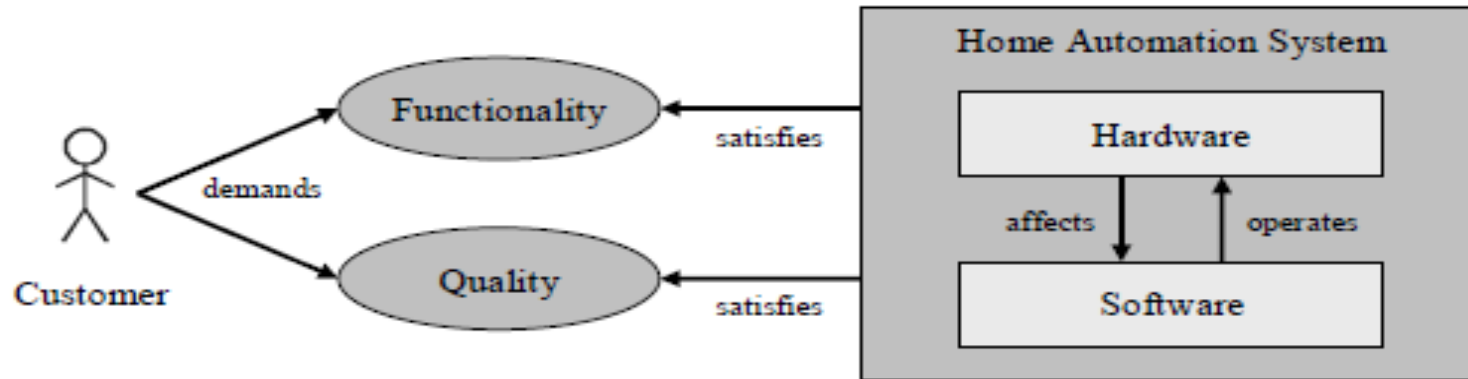 Home Automation System
Functionality
satisfies
Hardware
demands
affects
operates
Customer
Quality
satisfies
Software